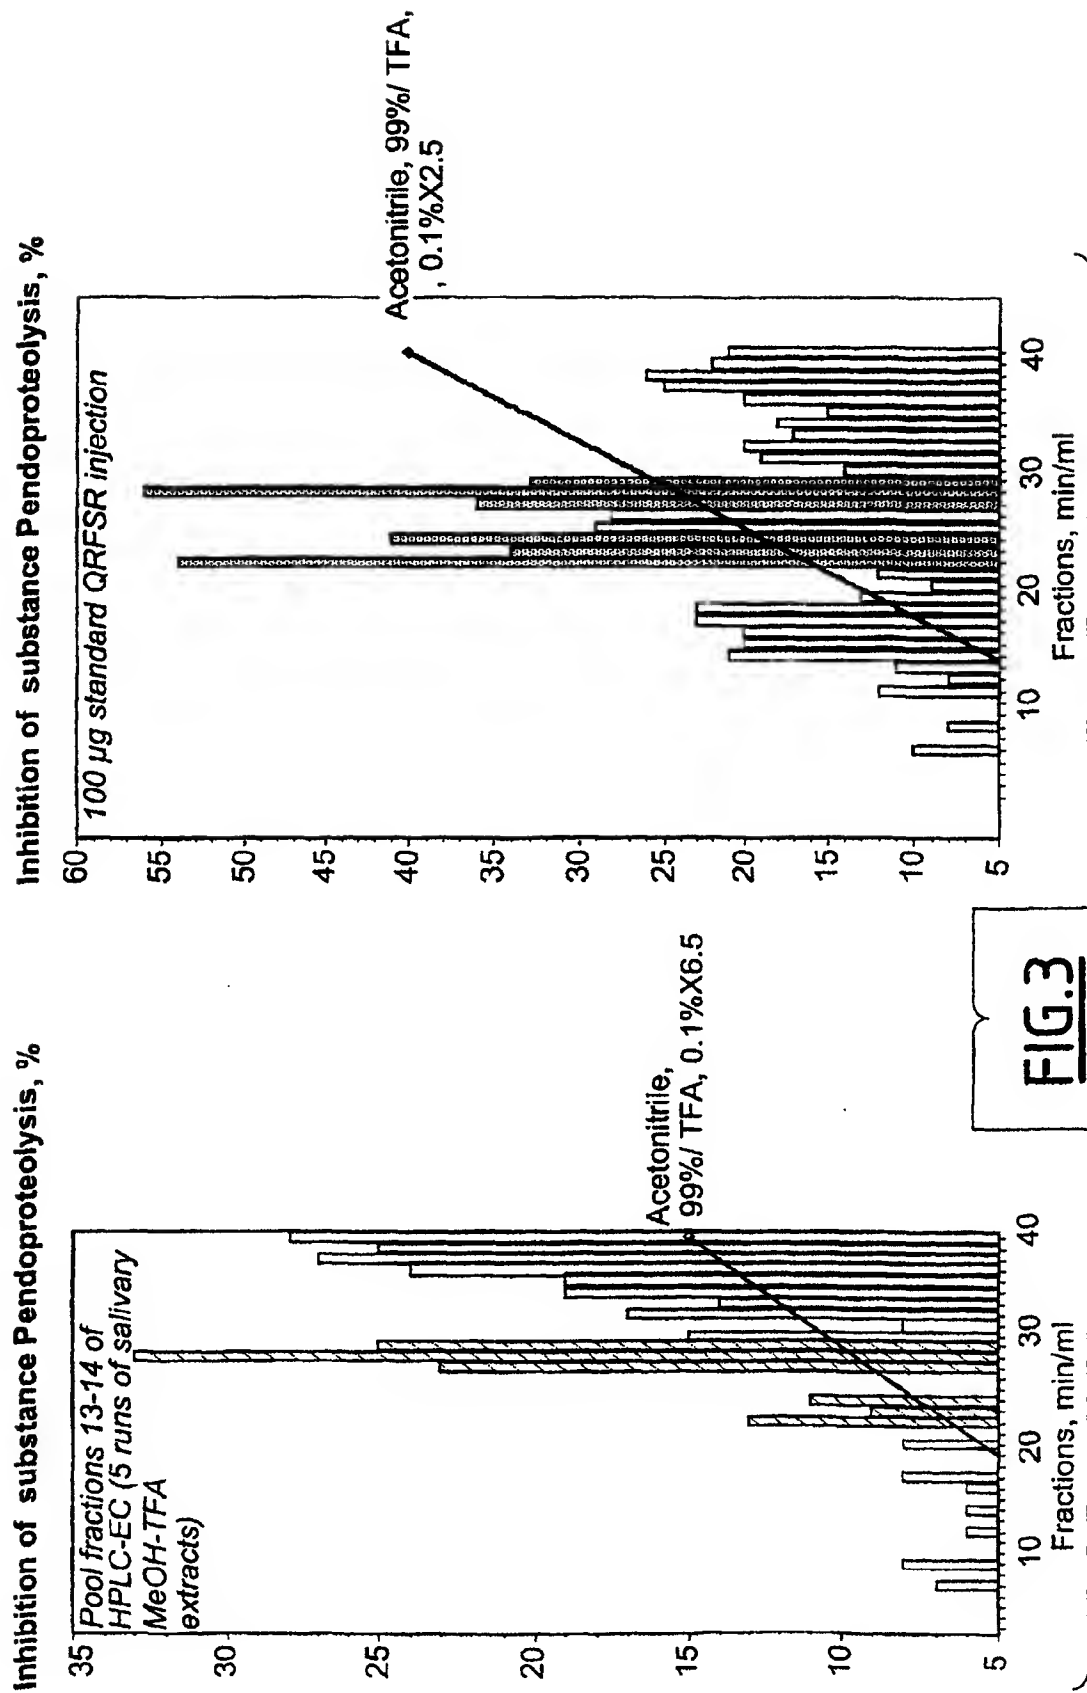 Inhibition of substance Pendoproteolysis, %
35
30
25
20
15
10
5
Pool fractions 13-14 of
HPLC-EC (5 runs of salivary
MeOH-TFA
extracts)
Acetonitrile,
99%/ TFA, 0.1%X6.5
10
20
30
40
Fractions, min/ml
Inhibition of substance Pendoproteolysis, %
60
55
50
45
40
35
30
25
20
15
10
5
100 µg standard QRFSR injection
Acetonitrile, 99%/ TFA,
, 0.1%X2.5
10
20
30
40
Fractions, min/ml
FIG.3